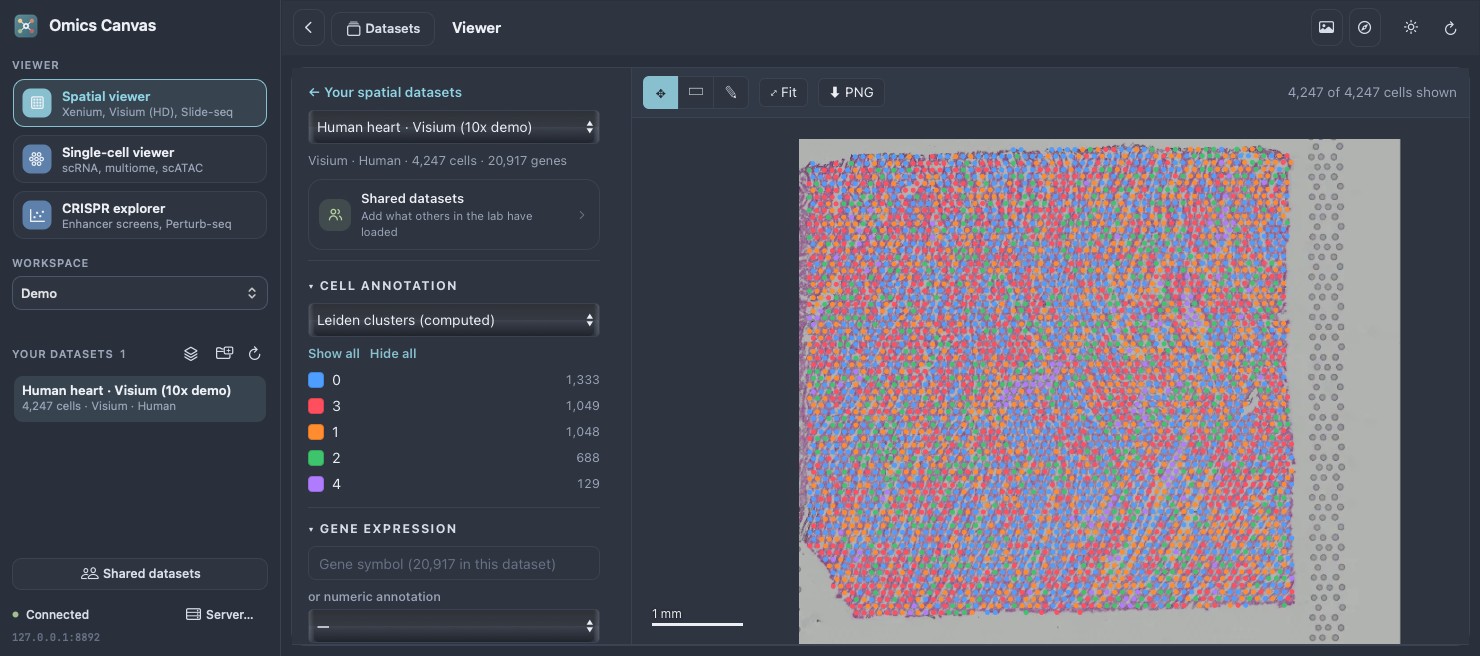 Omics Canvas
VIEWER
Spatial viewer
Xenium, Visium (HD), Slide-seq
Single-cell viewer
scRNA, multiome, scATAC
CRISPR explorer
Enhancer screens, Perturb-seq
WORKSPACE
Demo
YOUR DATASETS 1
Human heart · Visium (10x demo)
4,247 cells · Visium · Human
Shared datasets
Connected
Server...
127.0.0.1:8892
Datasets
Viewer
← Your spatial datasets
Human heart · Visium (10x demo)
Visium · Human · 4,247 cells · 20,917 genes
Shared datasets
Add what others in the lab have
loaded
CELL ANNOTATION
Leiden clusters (computed)
Show all Hide all
0 1,333
3 1,049
1 1,048
2 688
4 129
GENE EXPRESSION
Gene symbol (20,917 in this dataset)
or numeric annotation
—
Fit
PNG
4,247 of 4,247 cells shown
1 mm